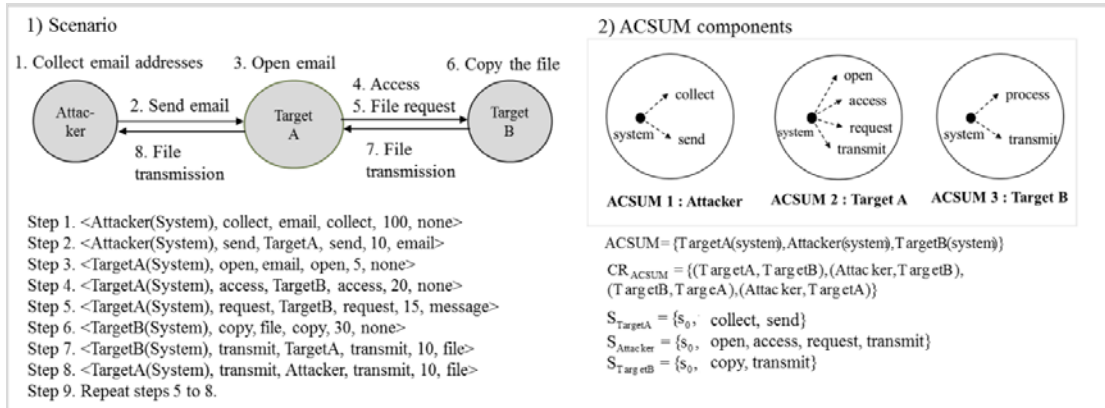 1) Scenario
1. Collect email addresses
3. Open email
6. Copy the file
4. Access
2. Send email
5. File request
Attac-
ker
Target
A
Target
B
8. File
transmission
7. File
transmission
Step 1. <Attacker(System), collect, email, collect, 100, none>
Step 2. <Attacker(System), send, TargetA, send, 10, email>
Step 3. <TargetA(System), open, email, open, 5, none>
Step 4. <TargetA(System), access, TargetB, access, 20, none>
Step 5. <TargetA(System), request, TargetB, request, 15, message>
Step 6. <TargetB(System), copy, file, copy, 30, none>
Step 7. <TargetB(System), transmit, TargetA, transmit, 10, file>
Step 8. <TargetA(System), transmit, Attacker, transmit, 10, file>
Step 9. Repeat steps 5 to 8.
2) ACSUM components
collect
system
send
ACSUM 1 : Attacker
open
access
system
request
transmit
ACSUM 2 : Target A
process
system
transmit
ACSUM 3 : Target B
ACSUM= {TargetA(system),Attacker(system),TargetB(system)}
CR_ACSUM = {(TargetA, TargetB),(Attacker,TargetB),
(TargetB,TargeA),(Attacker,TargetA)}
S_TargetA = {s₀, collect, send}
S_Attacker = {s₀, open, access, request, transmit}
S_TargetB = {s₀, copy, transmit}